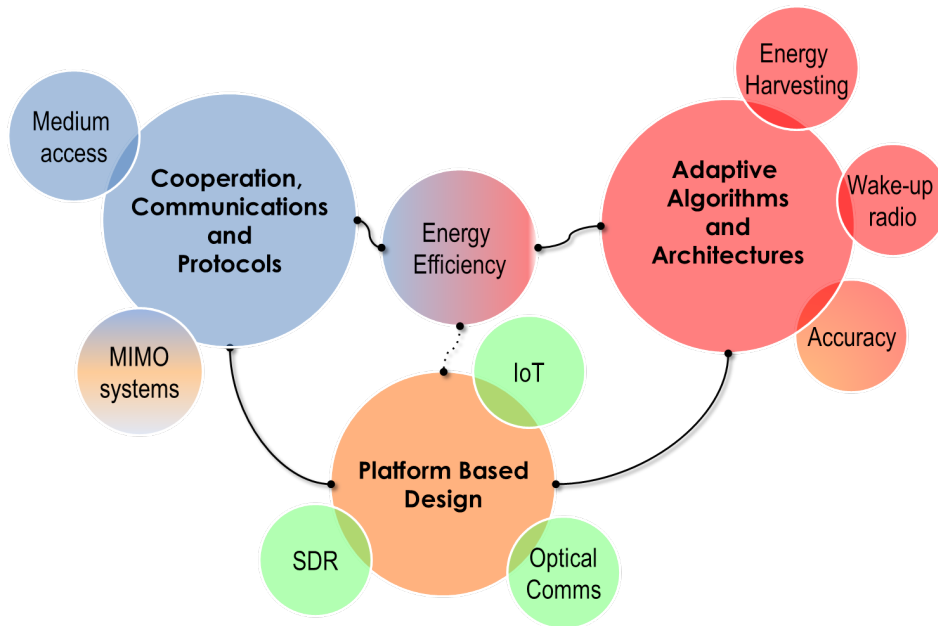 Energy
Harvesting
Medium
access
Cooperation,
Communications
and
Protocols
Energy
Efficiency
Adaptive
Algorithms
and
Architectures
Wake-up
radio
MIMO
systems
IoT
Accuracy
Platform Based
Design
SDR
Optical
Comms